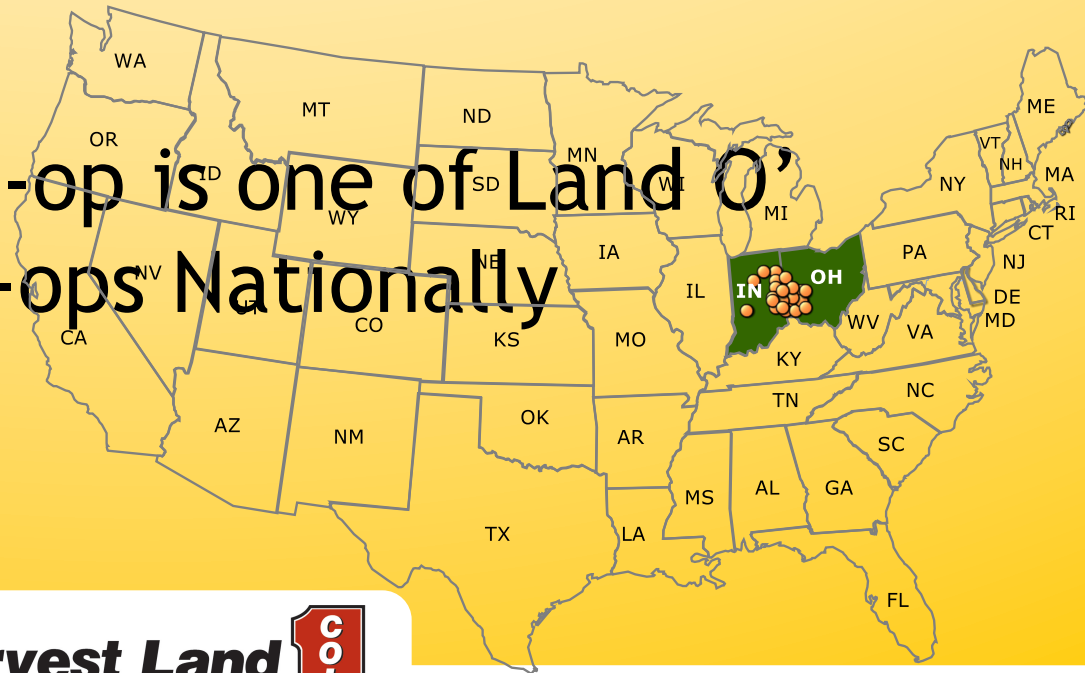 -op is one of Land O’
-ops Nationally
WA
MT
ND
MN
OR
ID
SD
WI
WY
MI
NY
VT
NH
ME
MA
RI
CT
NV
UT
NE
IA
IL
IN
OH
PA
NJ
DE
MD
CA
CO
KS
MO
KY
WV
VA
AZ
NM
OK
AR
TN
NC
SC
TX
LA
MS
AL
GA
FL
rvest Land
C
O